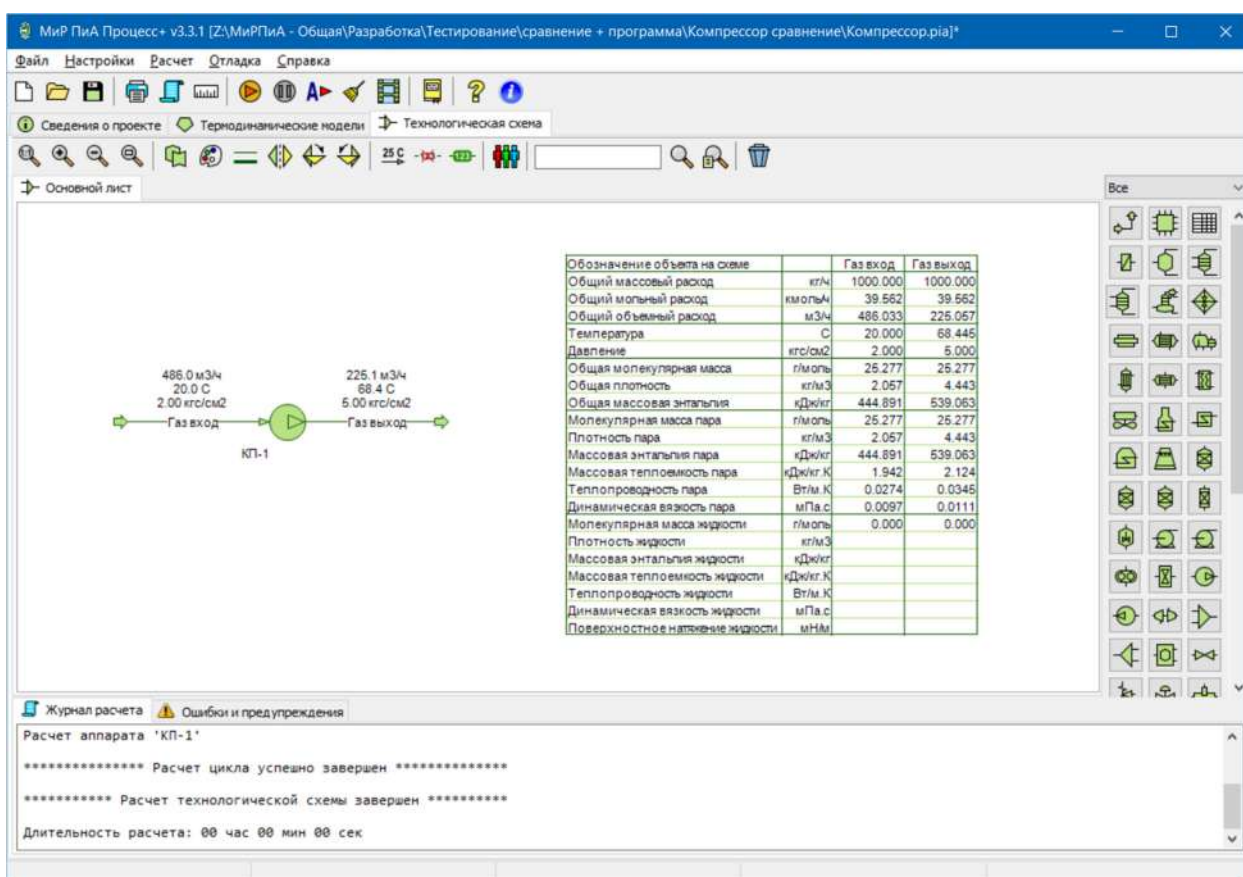 МиР ПиА Процесс+ v3.3.1 [Z:\МиРПиА - Общая\Разработка\Тестирование\сравнение + программа\Компрессор сравнение\Компрессор.pia]*
Файл Настройки Расчет Отладка Справка
Сведения о проекте Термодинамические модели Технологическая схема
25 C
Основной лист
Все
Обозначение объекта на схеме Газ вход Газ выход
Общий массовый расход кг/ч 1000.000 1000.000
Общий мольный расход кмоль/ч 39.562 39.562
Общий объемный расход м3/ч 486.033 225.057
Температура С 20.000 68.445
Давление кгс/см2 2.000 5.000
Общая молекулярная масса г/моль 25.277 25.277
Общая плотность кг/м3 2.057 4.443
Общая массовая энтальпия кДж/кг 444.891 539.063
Молекулярная масса пара г/моль 25.277 25.277
Плотность пара кг/м3 2.057 4.443
Массовая энтальпия пара кДж/кг 444.891 539.063
Массовая теплоемкость пара кДж/кг.К 1.942 2.124
Теплопроводность пара Вт/м.К 0.0274 0.0345
Динамическая вязкость пара мПа.с 0.0097 0.0111
Молекулярная масса жидкости г/моль 0.000 0.000
Плотность жидкости кг/м3
Массовая энтальпия жидкости кДж/кг
Массовая теплоемкость жидкости кДж/кг.К
Теплопроводность жидкости Вт/м.К
Динамическая вязкость жидкости мПа.с
Поверхностное натяжение жидкости мН/м
486.0 м3/ч 225.1 м3/ч
20.0 С 68.4 С
2.00 кгс/см2 5.00 кгс/см2
Газ вход Газ выход
КП-1
Журнал расчета Ошибки и предупреждения
Расчет аппарата 'КП-1'
*************** Расчет цикла успешно завершен **************
*********** Расчет технологической схемы завершен **********
Длительность расчета: 00 час 00 мин 00 сек